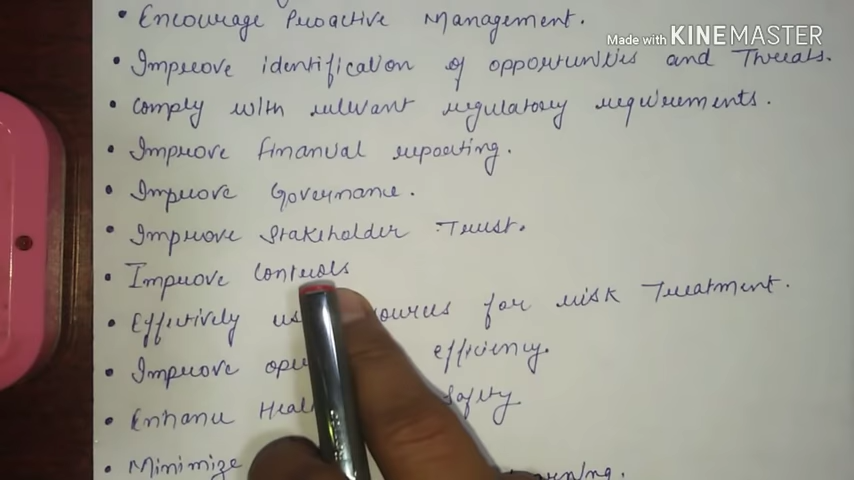 • Encourage Proactive Management.
Made with KINEMASTER
• Improve identification of opportunities and Threats.
• Comply with relevant regulatory requirements.
• Improve financial reporting.
• Improve Governance.
• Improve Stakeholder Trust.
• Improve Controls
• Effectively for risk Treatment.
• Improve efficiency.
• Enhance Safety
• Minimize